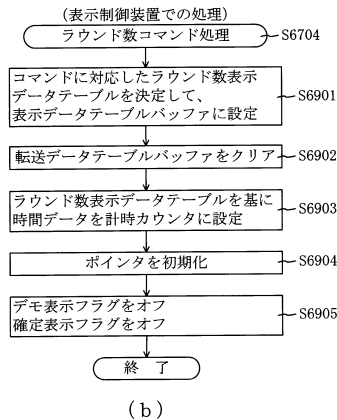 (表示制御装置での処理)
ラウンド数コマンド処理
S6704
コマンドに対応したラウンド数表示
データテーブルを決定して、
表示データテーブルバッファに設定
S6901
転送データテーブルバッファをクリア
S6902
ラウンド数表示データテーブルを基に
時間データを計時カウンタに設定
S6903
ポインタを初期化
S6904
デモ表示フラグをオフ
確定表示フラグをオフ
S6905
終 了
(b)